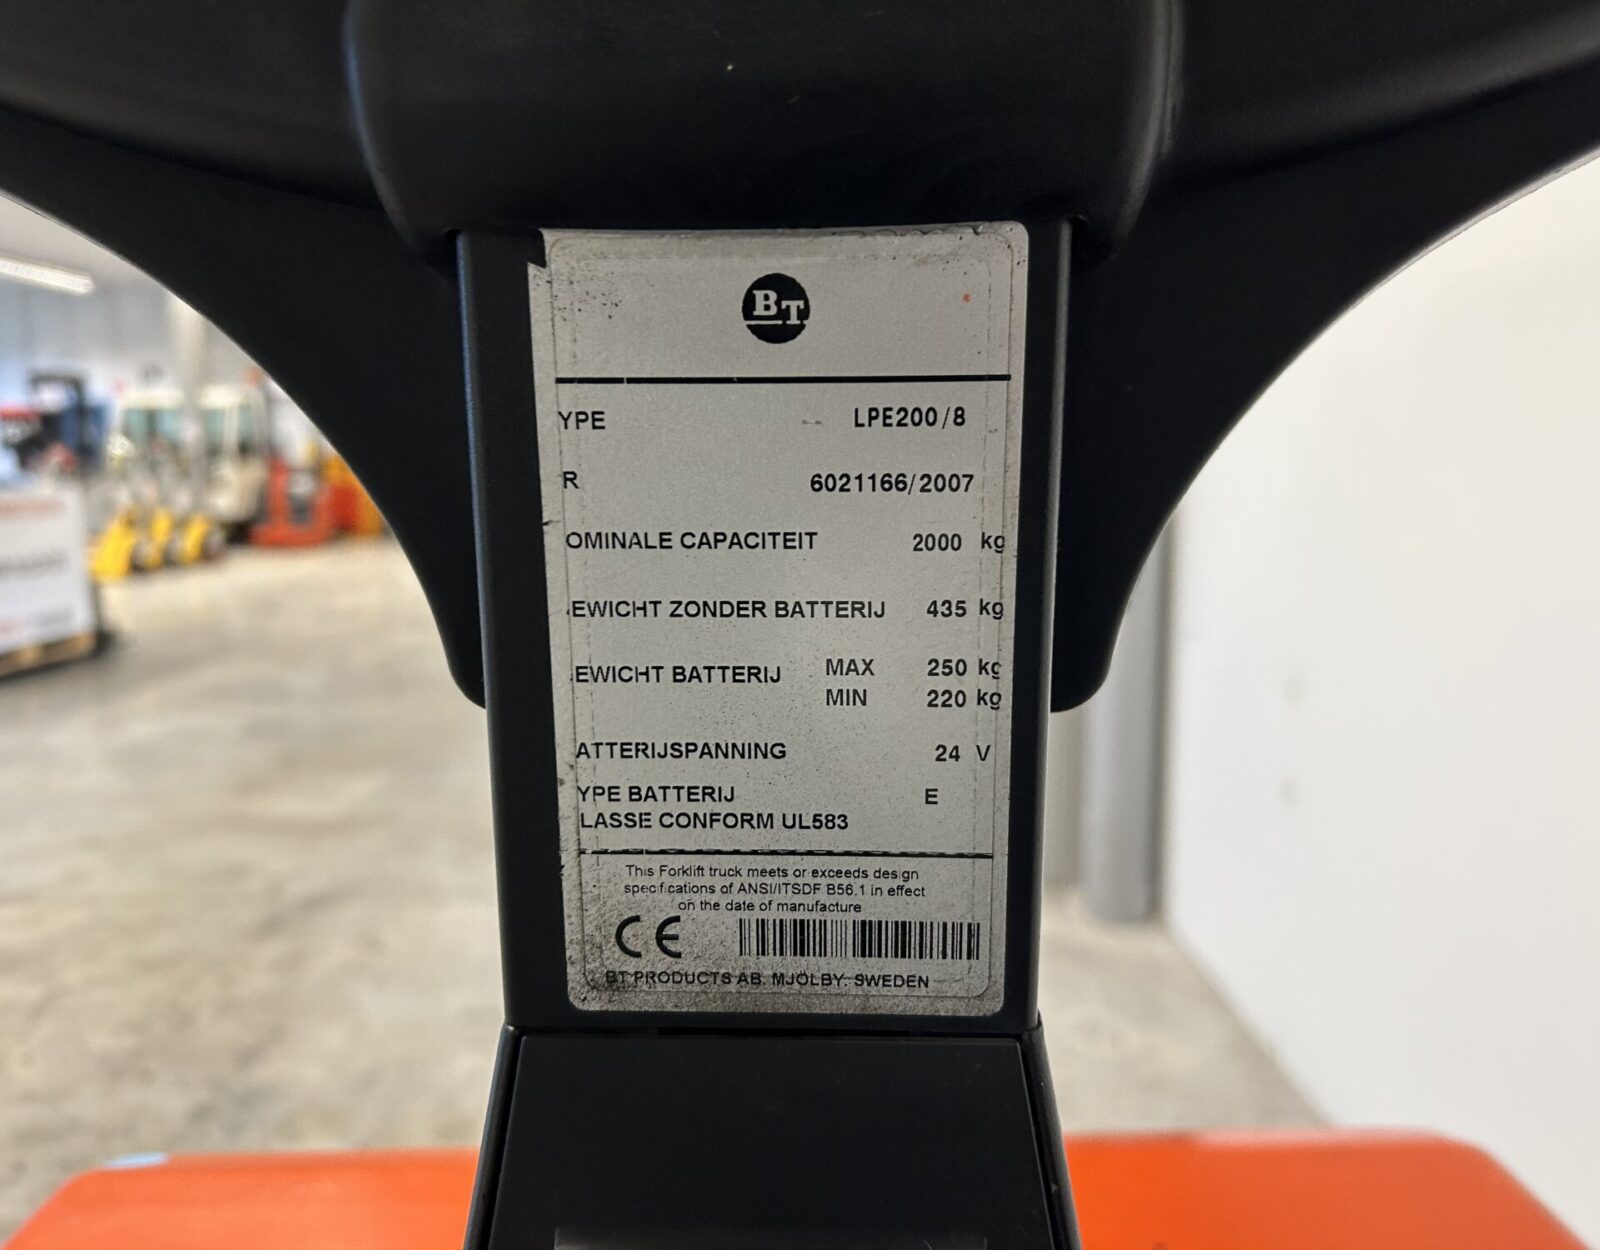 BT
YPE LPE200/8
R 6021166/2007
OMINALE CAPACITEIT 2000 kg
EWICHT ZONDER BATTERIJ 435 kg
EWICHT BATTERIJ MAX 250 kg
MIN 220 kg
ATTERIJSPANNING 24 V
YPE BATTERIJ E
LASSE CONFORM UL583
This Forklift truck meets or exceeds design
specifications of ANSI/ITSDF B56.1 in effect
on the date of manufacture
CE
BT PRODUCTS AB. MJÖLBY. SWEDEN